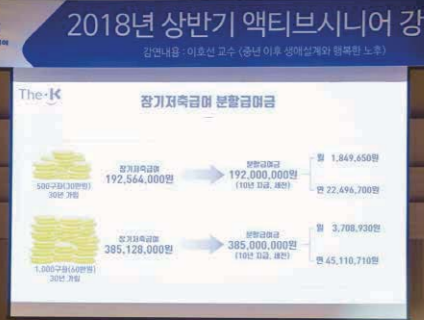 2018년 상반기 액티브시니어 강
강연내용 : 이호선 교수 (중년 이후 생애설계와 행복한 노후)
The·K
장기저축급여 분할급여금
장기저축급여
192,564,000원
분할급여금
192,000,000원
(10년 지급, 세전)
월 1,849,650원
연 22,496,700원
500구좌(30만원)
30년 가입
장기저축급여
385,128,000원
분할급여금
385,000,000원
(10년 지급, 세전)
월 3,708,930원
연 45,110,710원
1,000구좌(60만원)
30년 가입